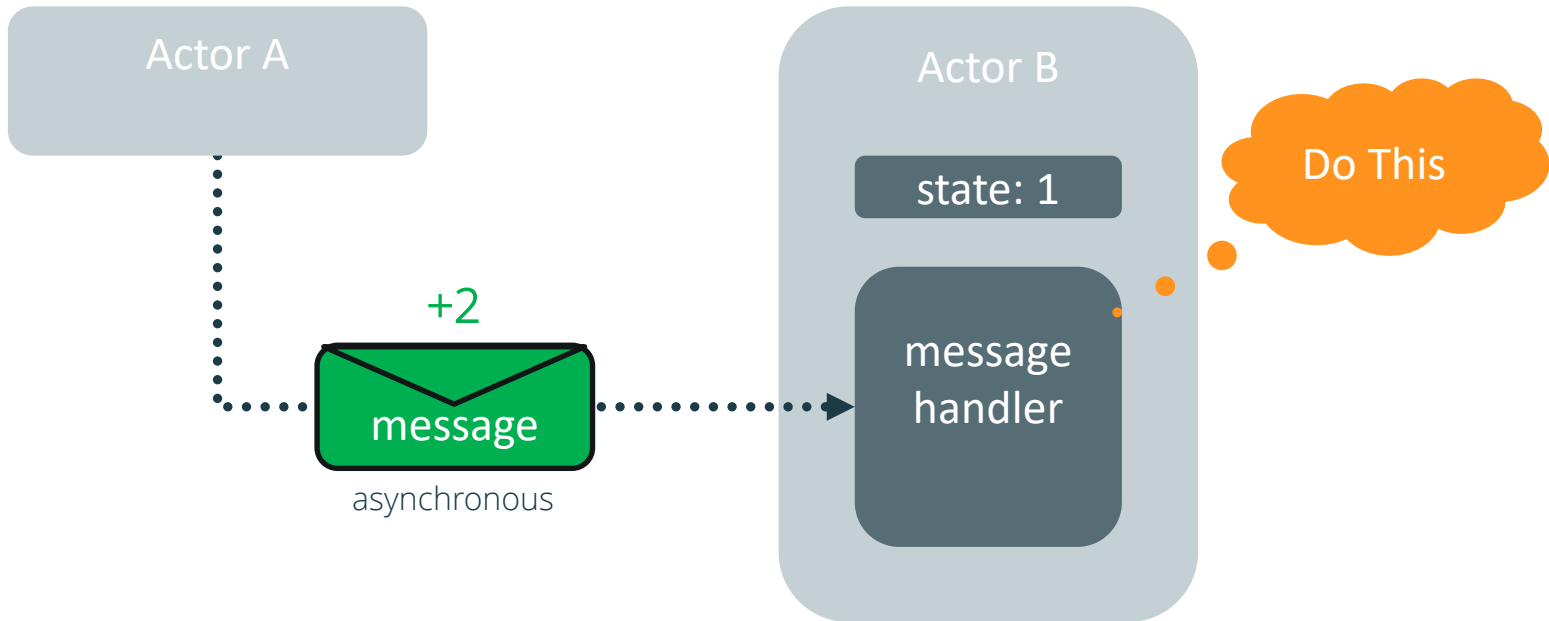 Actor A
Actor B
Do This
state: 1
+2
message
handler
message
asynchronous